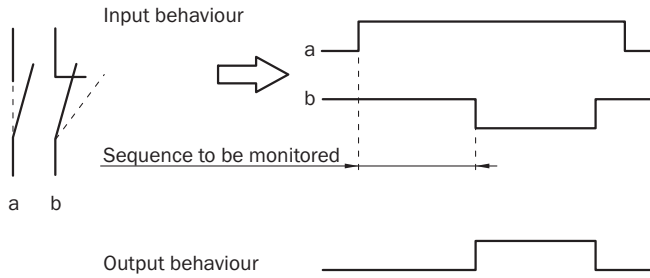 Input behaviour
a
b
Sequence to be monitored
a b
Output behaviour